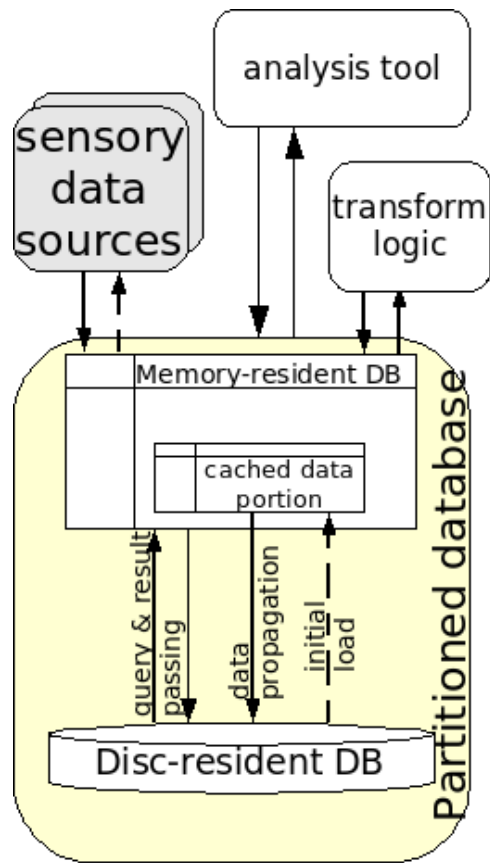 analysis tool
sensory
data
sources
transform
logic
Memory-resident DB
cached data
portion
query & result
passing
data
propagation
initial
load
Disc-resident DB
Partitioned database